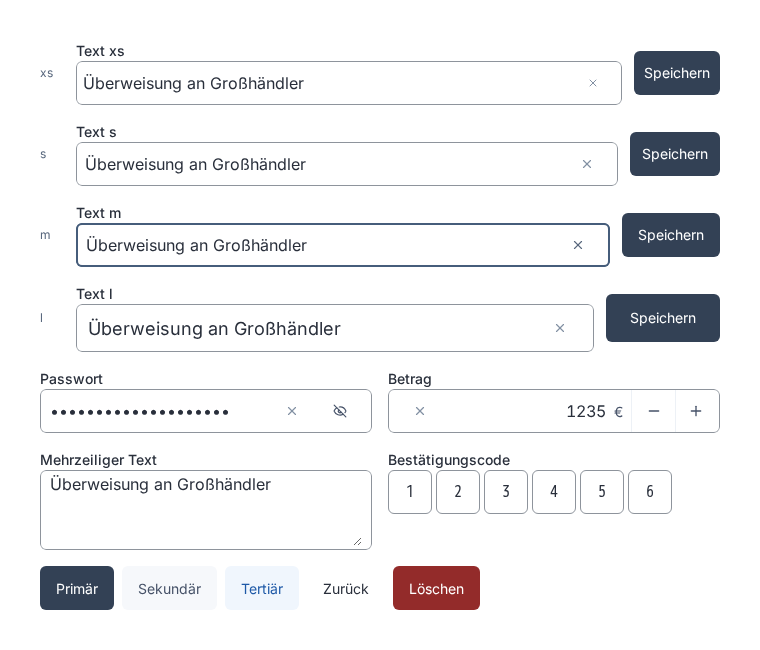 Text xs
xs
Überweisung an Großhändler
Speichern
Text s
s
Überweisung an Großhändler
Speichern
Text m
m
Überweisung an Großhändler
Speichern
Text l
l
Überweisung an Großhändler
Speichern
Passwort
Betrag
1235 €
Mehrzeiliger Text
Bestätigungscode
Überweisung an Großhändler
1 2 3 4 5 6
Primär Sekundär Tertiär Zurück Löschen